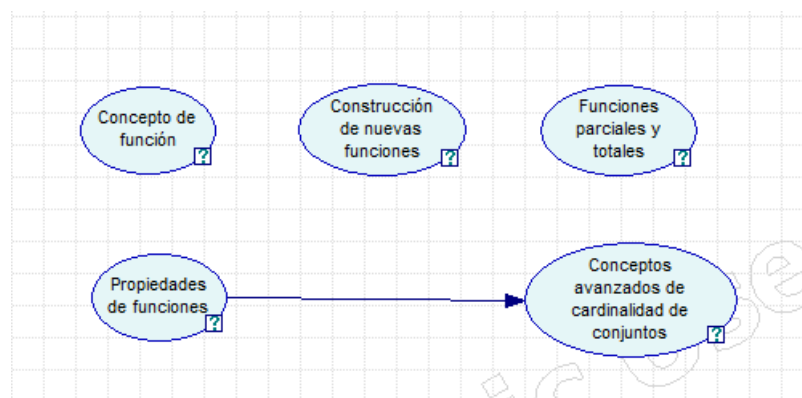 Concepto de
función
?
Construcción
de nuevas
funciones
?
Funciones
parciales y
totales
?
Propiedades
de funciones
?
Conceptos
avanzados de
cardinalidad de
conjuntos
?